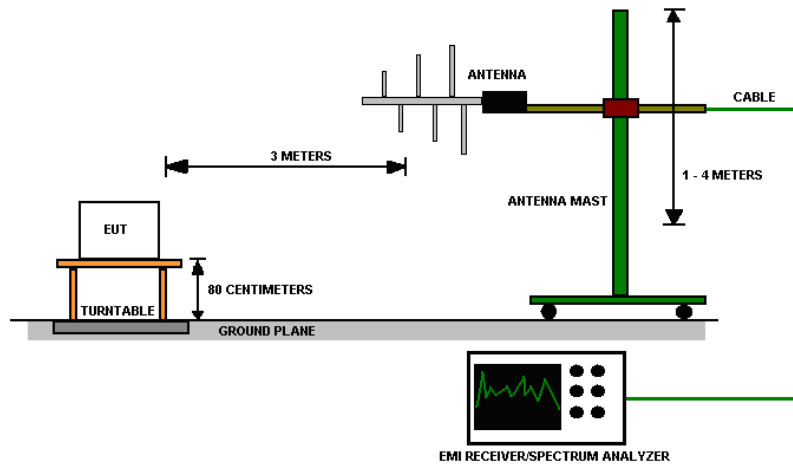 ANTENNA
CABLE
3 METERS
1 - 4 METERS
ANTENNA MAST
EUT
80 CENTIMETERS
TURNTABLE
GROUND PLANE
EMI RECEIVER/SPECTRUM ANALYZER